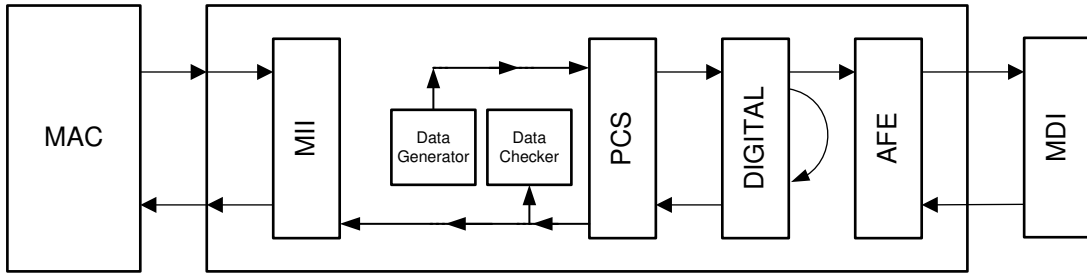 MAC
MII
Data
Generator
Data
Checker
PCS
DIGITAL
AFE
MDI